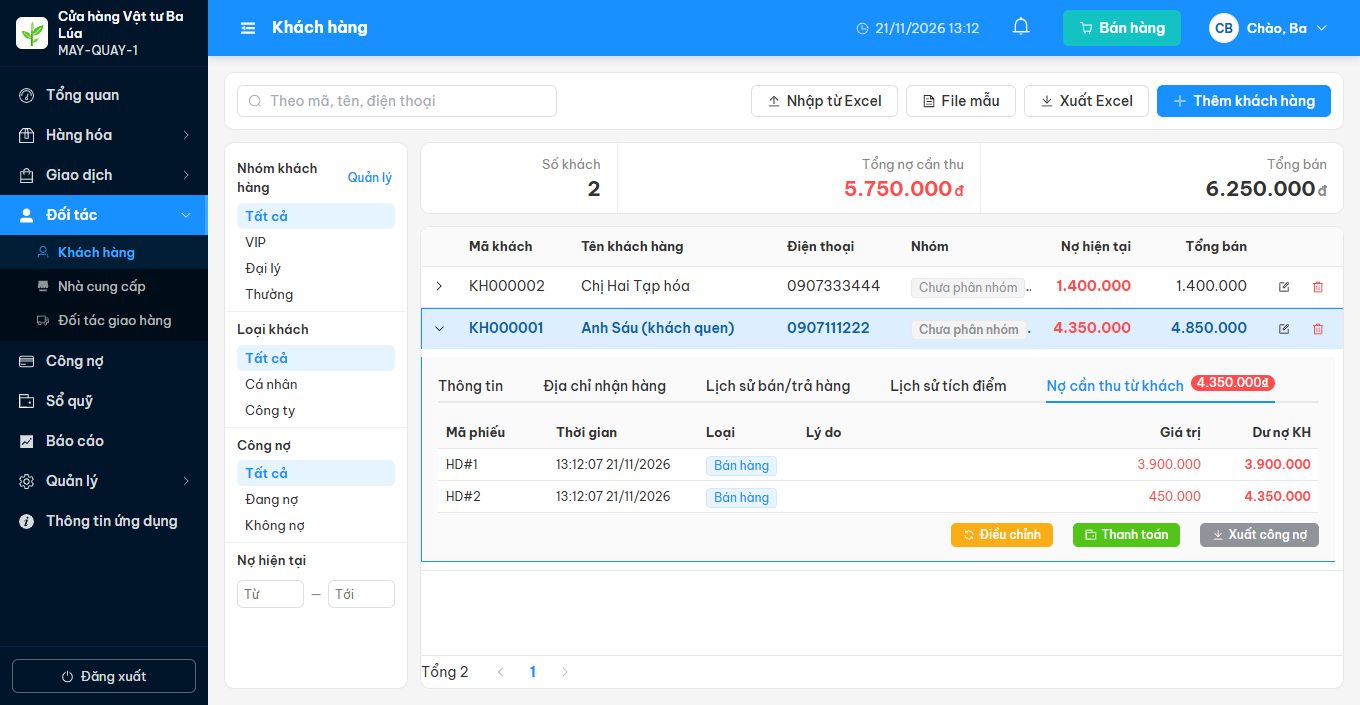 Cửa hàng Vật tư Ba
Lúa
MAY-QUAY-1
Khách hàng
21/11/2026 13:12
Bán hàng
CB
Chào, Ba
Tổng quan
Hàng hóa
Giao dịch
Đối tác
Khách hàng
Nhà cung cấp
Đối tác giao hàng
Công nợ
Sổ quỹ
Báo cáo
Quản lý
Thông tin ứng dụng
Đăng xuất
Theo mã, tên, điện thoại
Nhập từ Excel
File mẫu
Xuất Excel
Thêm khách hàng
Nhóm khách
hàng
Quản lý
Tất cả
VIP
Đại lý
Thường
Loại khách
Tất cả
Cá nhân
Công ty
Công nợ
Tất cả
Đang nợ
Không nợ
Nợ hiện tại
Từ — Tới
Số khách
2
Tổng nợ cần thu
5.750.000đ
Tổng bán
6.250.000đ
Mã khách Tên khách hàng Điện thoại Nhóm Nợ hiện tại Tổng bán
KH000002 Chị Hai Tạp hóa 0907333444 Chưa phân nhóm .. 1.400.000 1.400.000
KH000001 Anh Sáu (khách quen) 0907111222 Chưa phân nhóm . 4.350.000 4.850.000
Thông tin Địa chỉ nhận hàng Lịch sử bán/trả hàng Lịch sử tích điểm Nợ cần thu từ khách 4.350.000₫
Mã phiếu Thời gian Loại Lý do Giá trị Dư nợ KH
HD#1 13:12:07 21/11/2026 Bán hàng 3.900.000 3.900.000
HD#2 13:12:07 21/11/2026 Bán hàng 450.000 4.350.000
Điều chỉnh Thanh toán Xuất công nợ
Tổng 2 1